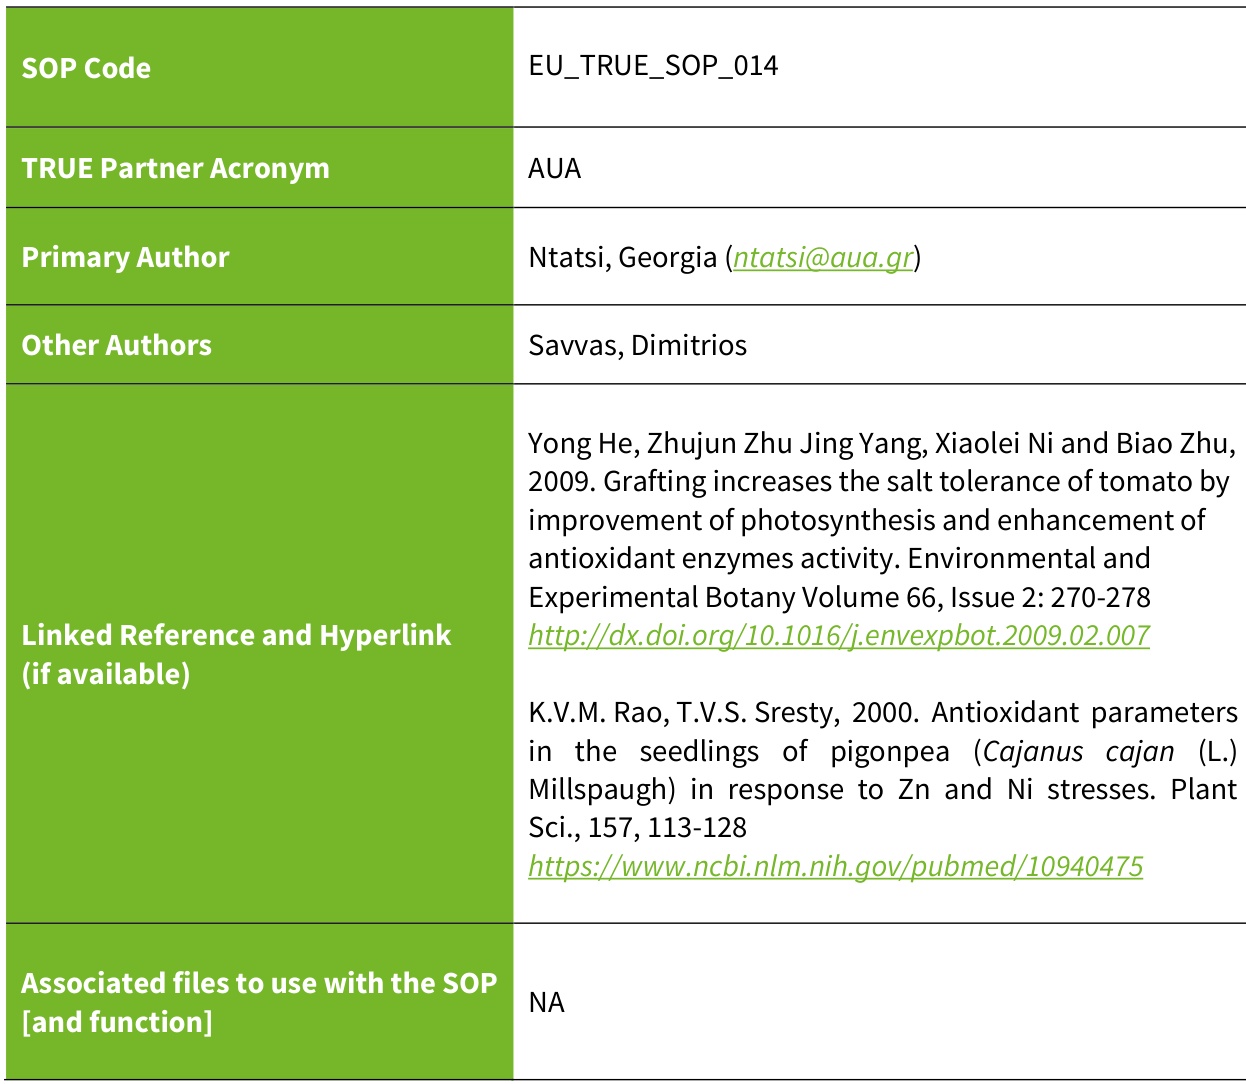 SOP Code
EU_TRUE_SOP_014
TRUE Partner Acronym
AUA
Primary Author
Ntatsi, Georgia (ntatsi@aua.gr)
Other Authors
Savvas, Dimitrios
Linked Reference and Hyperlink
(if available)
Yong He, Zhujun Zhu Jing Yang, Xiaolei Ni and Biao Zhu,
2009. Grafting increases the salt tolerance of tomato by
improvement of photosynthesis and enhancement of
antioxidant enzymes activity. Environmental and
Experimental Botany Volume 66, Issue 2: 270-278
http://dx.doi.org/10.1016/j.envexpbot.2009.02.007
K.V.M. Rao, T.V.S. Sresty, 2000. Antioxidant parameters
in the seedlings of pigonpea (Cajanus cajan (L.)
Millspaugh) in response to Zn and Ni stresses. Plant
Sci., 157, 113-128
https://www.ncbi.nlm.nih.gov/pubmed/10940475
Associated files to use with the SOP
[and function]
NA